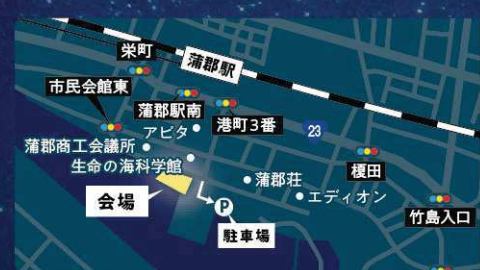 栄町
蒲郡駅
市民会館東
蒲郡駅南
港町3番
アピタ
23
蒲郡商工会議所
生命の海科学館
榎田
蒲郡荘
会場
エディオン
P
竹島入口
駐車場